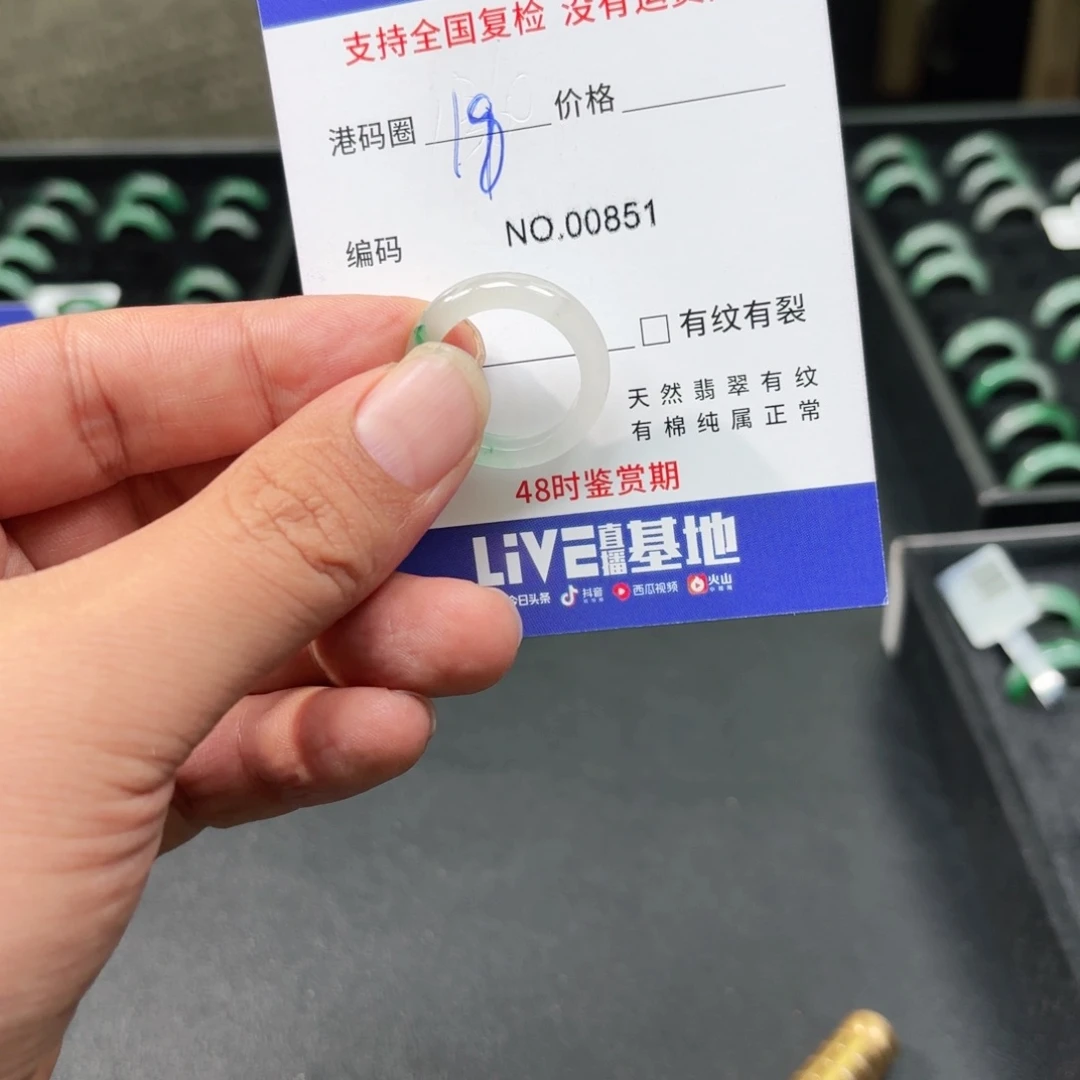 支持全国复检 没有运费
港码圈 18 价格
编码 NO.00851
□ 有纹有裂
天然翡翠有纹
有棉纯属正常
48时鉴赏期
LiVE直播基地
今日头条 抖音 西瓜视频 火山